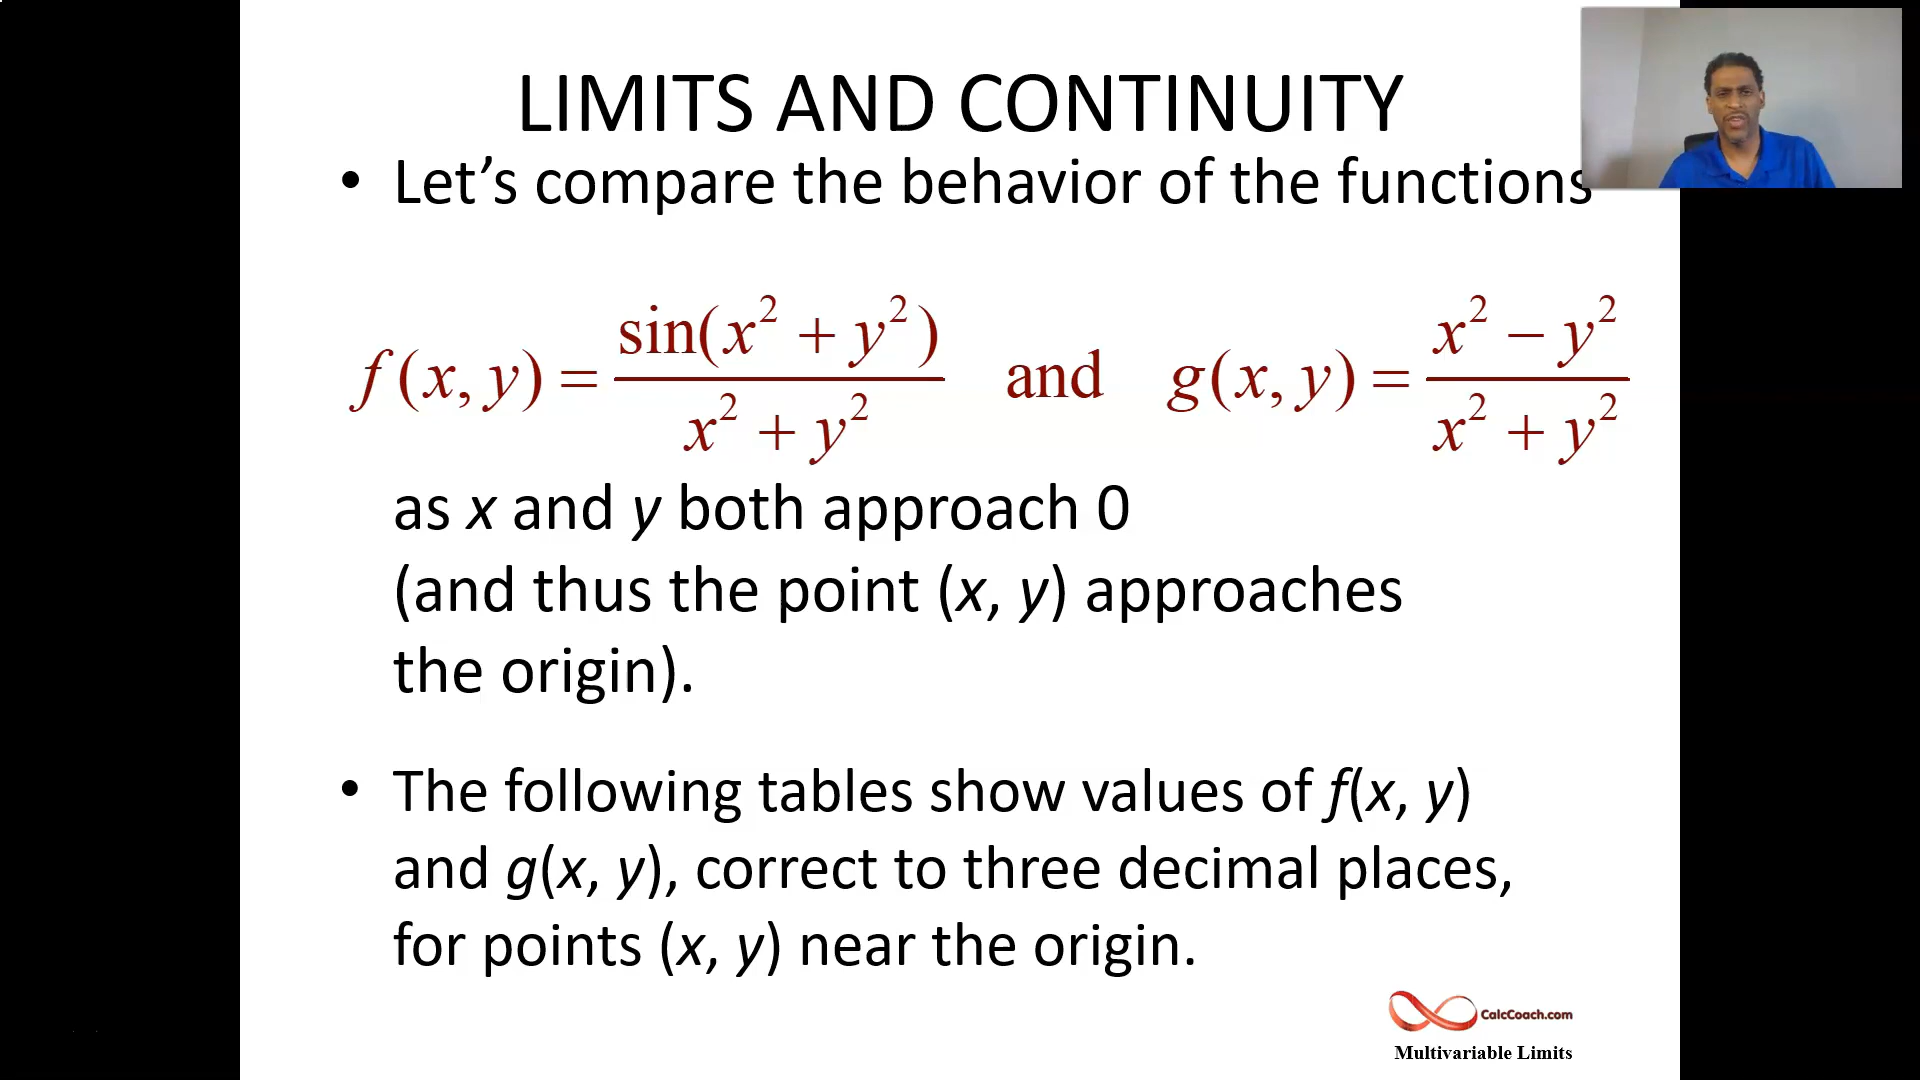 LIMITS AND CONTINUITY
• Let’s compare the behavior of the functions
f(x, y) = sin(x² + y²) / (x² + y²) and g(x, y) = (x² − y²) / (x² + y²)
as x and y both approach 0
(and thus the point (x, y) approaches
the origin).
• The following tables show values of f(x, y)
and g(x, y), correct to three decimal places,
for points (x, y) near the origin.
CalcCoach.com
Multivariable Limits